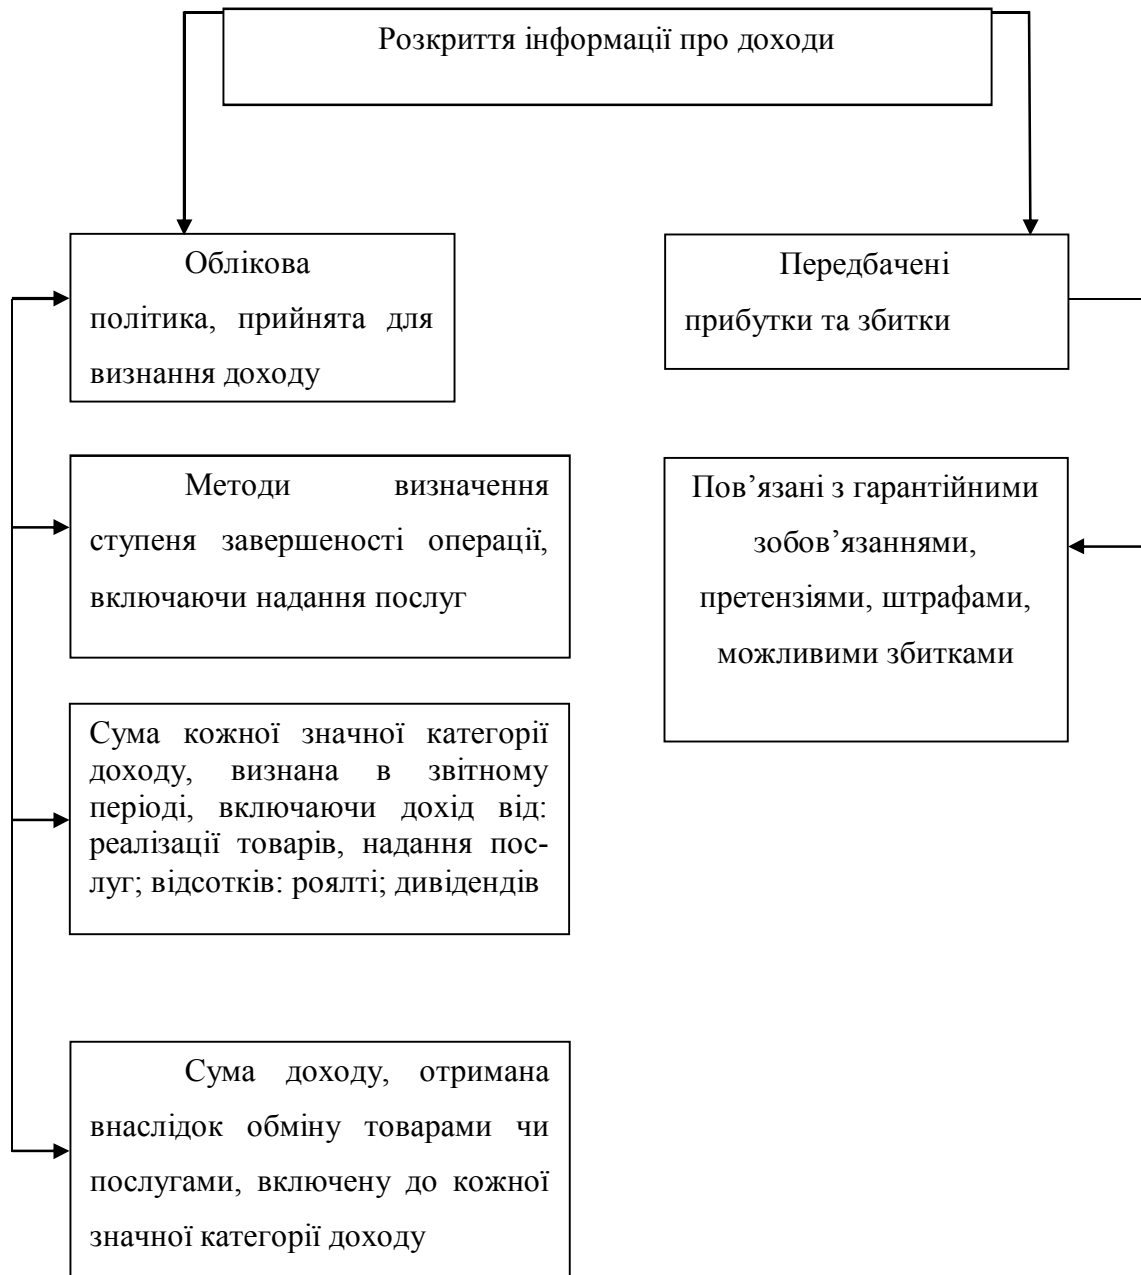 Розкриття інформації про доходи
Облікова
політика, прийнята для
визнання доходу
Передбачені
прибутки та збитки
Методи визначення
ступеня завершеності операції,
включаючи надання послуг
Пов’язані з гарантійними
зобов’язаннями,
претензіями, штрафами,
можливими збитками
Сума кожної значної категорії
доходу, визнана в звітному
періоді, включаючи дохід від:
реалізації товарів, надання пос-
луг; відсотків: роялті; дивідендів
Сума доходу, отримана
внаслідок обміну товарами чи
послугами, включену до кожної
значної категорії доходу